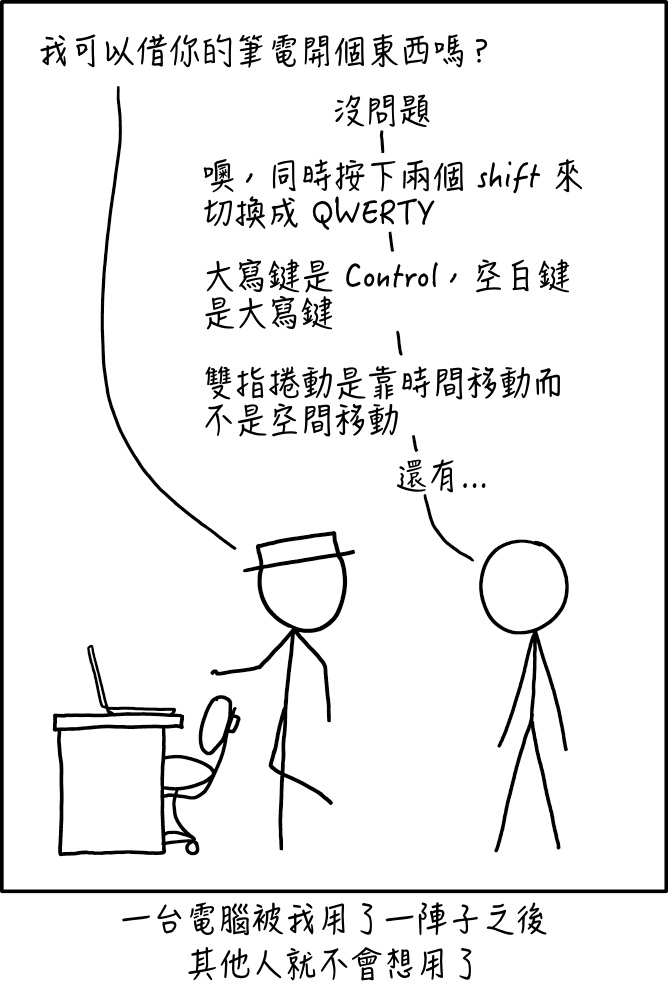 我可以借你的筆電開個東西嗎？
沒問題
噢，同時按下兩個 shift 來
切換成 QWERTY
大寫鍵是 Control，空白鍵
是大寫鍵
雙指捲動是靠時間移動而
不是空間移動
還有...
一台電腦被我用了一陣子之後
其他人就不會想用了